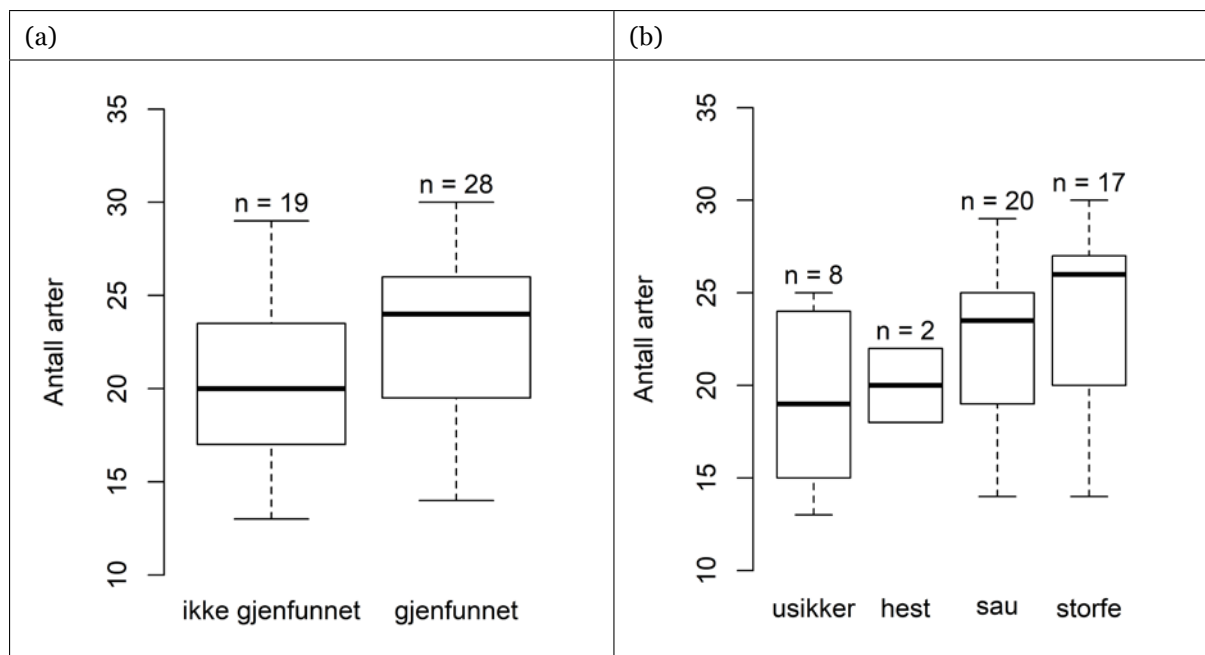 (a)
(b)
Antall arter
35
30
25
20
15
10
n = 19
n = 28
ikke gjenfunnet
gjenfunnet
Antall arter
35
30
25
20
15
10
n = 8
n = 2
n = 20
n = 17
usikker
hest
sau
storfe